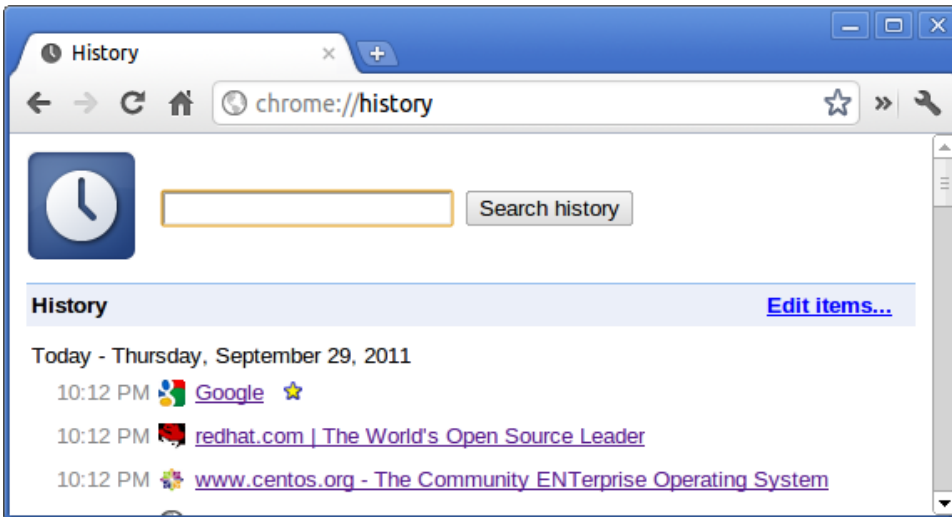 History
chrome://history
Search history
History Edit items...
Today - Thursday, September 29, 2011
10:12 PM Google
10:12 PM redhat.com | The World's Open Source Leader
10:12 PM www.centos.org - The Community ENTerprise Operating System